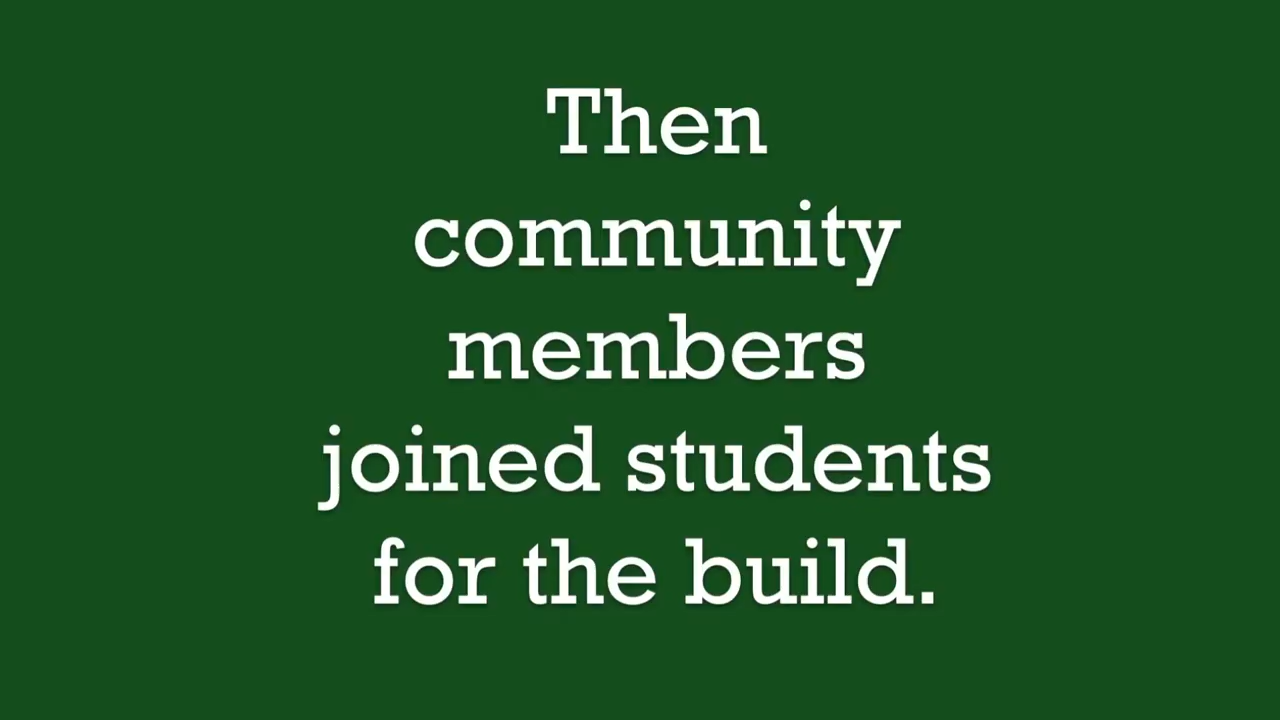 Then
community
members
joined students
for the build.